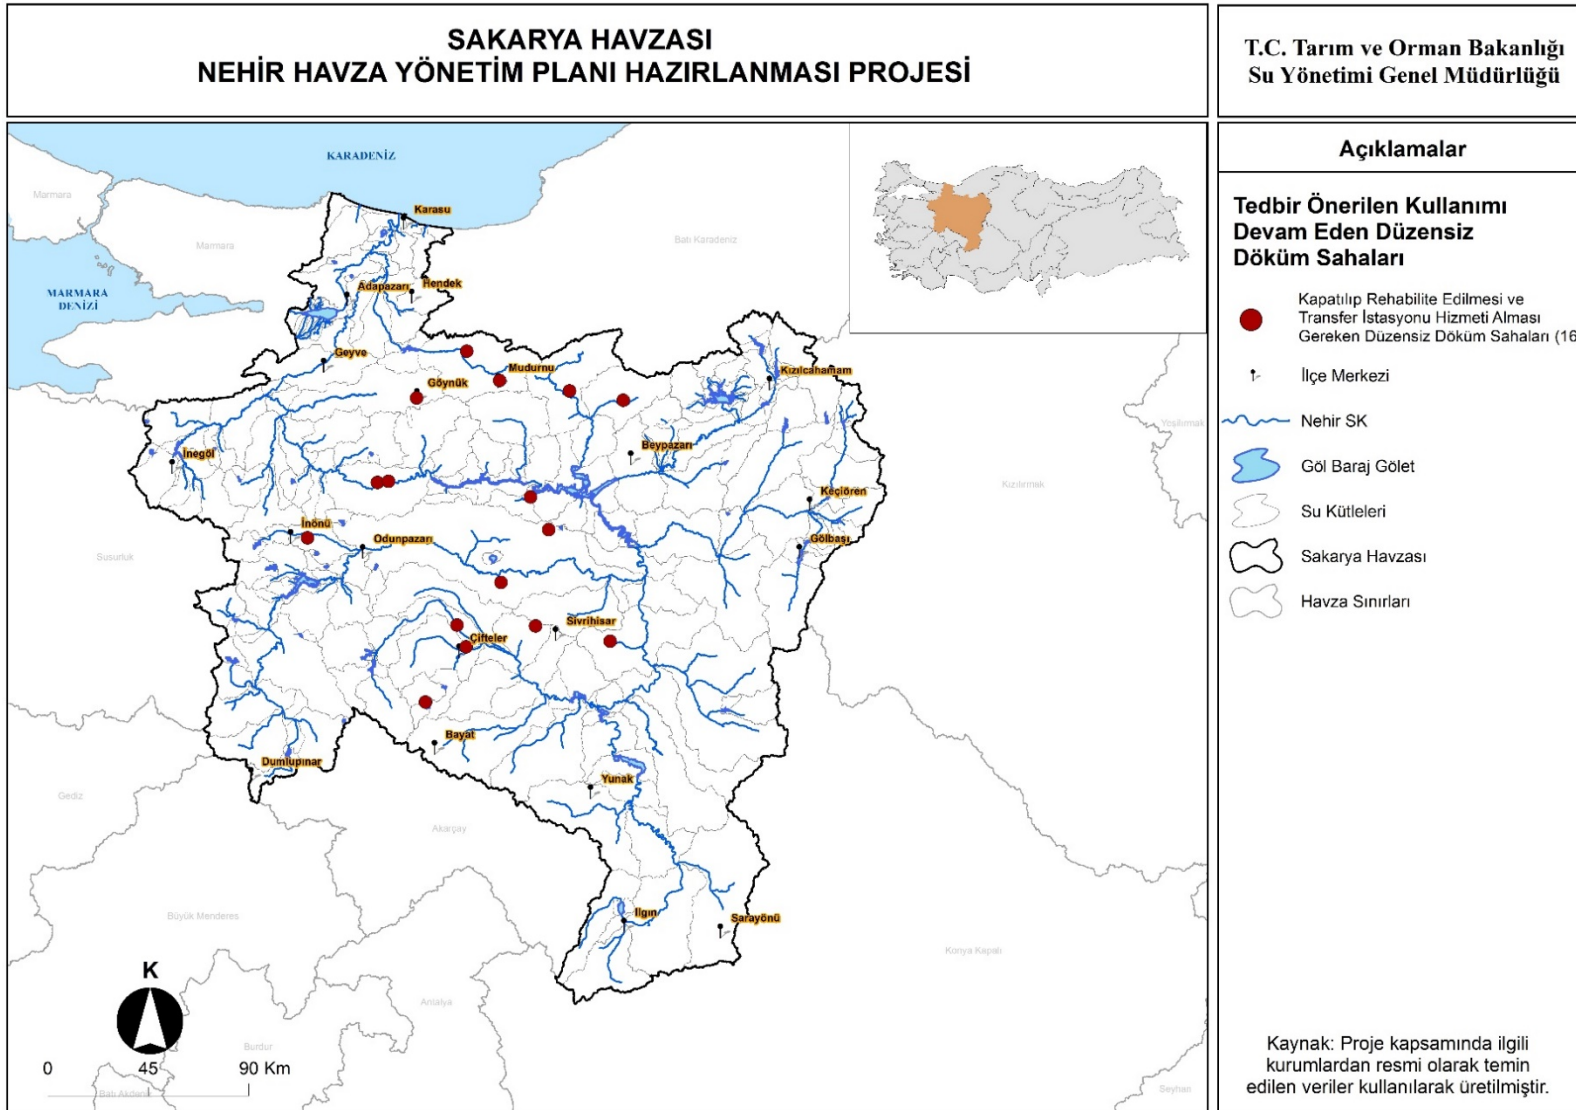 SAKARYA HAVZASI
NEHİR HAVZA YÖNETİM PLANI HAZIRLANMASI PROJESİ
T.C. Tarım ve Orman Bakanlığı
Su Yönetimi Genel Müdürlüğü
Açıklamalar
Tedbir Önerilen Kullanımı
Devam Eden Düzensiz
Döküm Sahaları
Kapatılıp Rehabilite Edilmesi ve
Transfer İstasyonu Hizmeti Alması
Gereken Düzensiz Döküm Sahaları (16
İlçe Merkezi
Nehir SK
Göl Baraj Gölet
Su Kütleleri
Sakarya Havzası
Havza Sınırları
Kaynak: Proje kapsamında ilgili
kurumlardan resmi olarak temin
edilen veriler kullanılarak üretilmiştir.
KARADENİZ
Marmara
Karasu
Marmara
Batı Karadeniz
MARMARA
DENİZİ
Adapazarı
Hendek
Geyve
Mudurnu
Göynük
Kızılcahamam
Yeşilırmak
Beypazarı
İnegöl
Kızılırmak
Keçiören
İnönü
Odunpazarı
Gölbaşı
Susurluk
Sivrihisar
Çifteler
Bayat
Dumlupınar
Yunak
Gediz
Akarçay
Ilgın
Sarayönü
Büyük Menderes
Konya Kapalı
K
Antalya
Burdur
0 45 90 Km
Batı Akdeniz
Seyhan